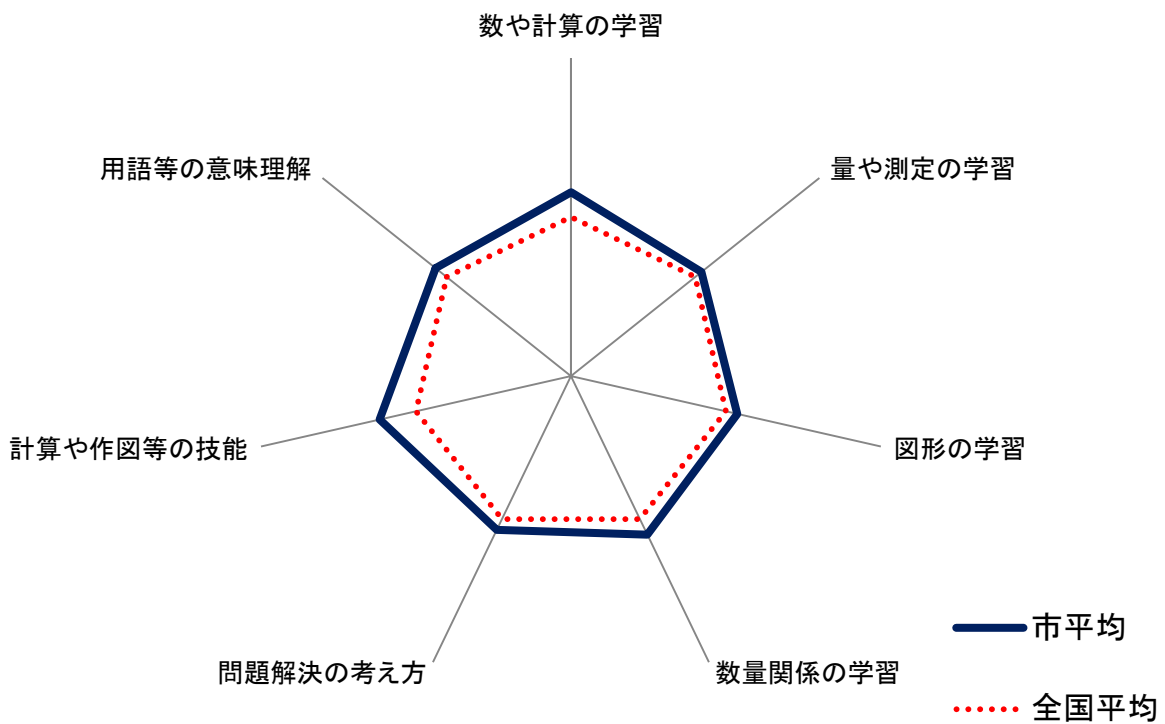 数や計算の学習
用語等の意味理解
量や測定の学習
計算や作図等の技能
図形の学習
問題解決の考え方
数量関係の学習
市平均
全国平均